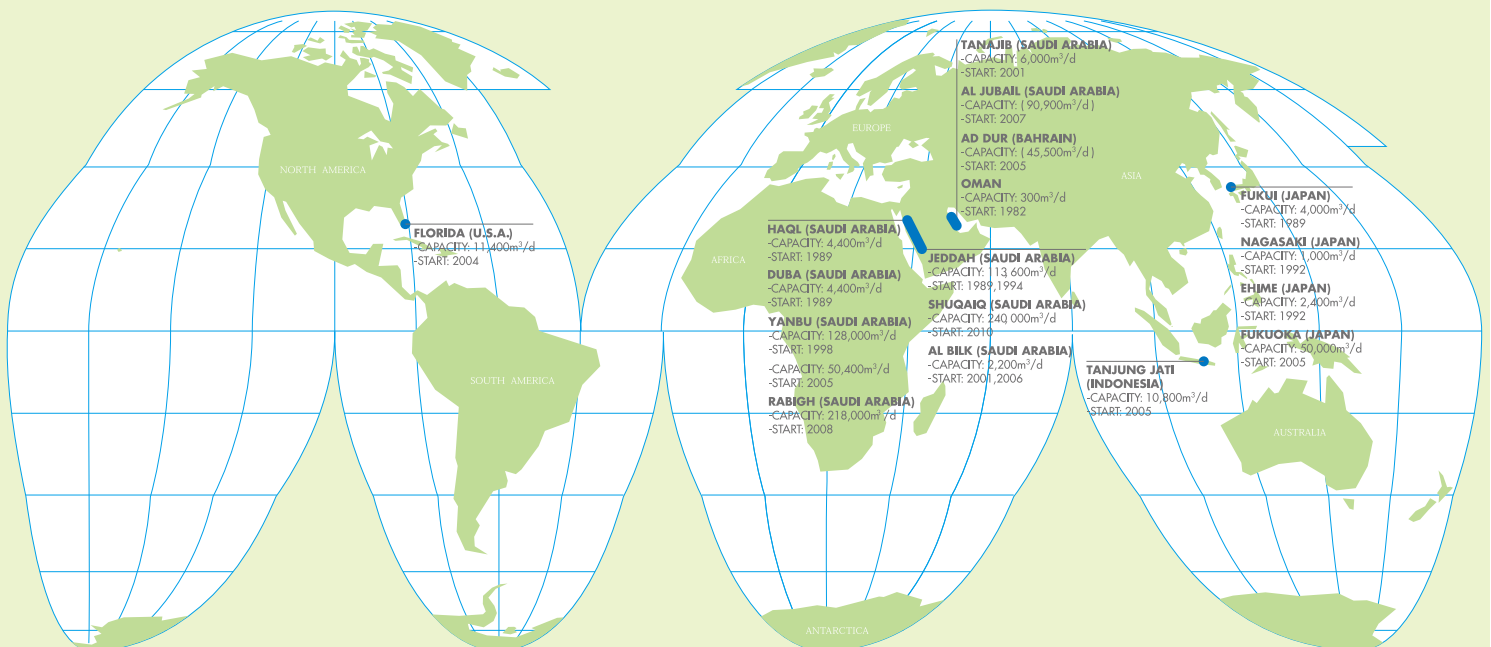 NORTH AMERICA
FLORIDA (U.S.A.)
-CAPACITY: 11,400m³/d
-START: 2004
SOUTH AMERICA
EUROPE
AFRICA
ASIA
TANAJIB (SAUDI ARABIA)
-CAPACITY: 6,000m³/d
-START: 2001
AL JUBAIL (SAUDI ARABIA)
-CAPACITY: ( 90,900m³/d )
-START: 2007
AD DUR (BAHRAIN)
-CAPACITY: ( 45,500m³/d )
-START: 2005
OMAN
-CAPACITY: 300m³/d
-START: 1982
HAQL (SAUDI ARABIA)
-CAPACITY: 4,400m³/d
-START: 1989
DUBA (SAUDI ARABIA)
-CAPACITY: 4,400m³/d
-START: 1989
YANBU (SAUDI ARABIA)
-CAPACITY: 128,000m³/d
-START: 1998
-CAPACITY: 50,400m³/d
-START: 2005
RABIGH (SAUDI ARABIA)
-CAPACITY: 218,000m³/d
-START: 2008
JEDDAH (SAUDI ARABIA)
-CAPACITY: 113,600m³/d
-START: 1989,1994
SHUQAIQ (SAUDI ARABIA)
-CAPACITY: 240,000m³/d
-START: 2010
AL BILK (SAUDI ARABIA)
-CAPACITY: 2,200m³/d
-START: 2001,2006
FUKUI (JAPAN)
-CAPACITY: 4,000m³/d
-START: 1989
NAGASAKI (JAPAN)
-CAPACITY: 1,000m³/d
-START: 1992
EHIME (JAPAN)
-CAPACITY: 2,400m³/d
-START: 1992
FUKUOKA (JAPAN)
-CAPACITY: 50,000m³/d
-START: 2005
TANJUNG JATI
(INDONESIA)
-CAPACITY: 10,800m³/d
-START: 2005
AUSTRALIA
ANTARCTICA